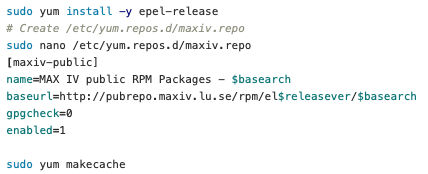 sudo yum install -y epel-release
# Create /etc/yum.repos.d/maxiv.repo
sudo nano /etc/yum.repos.d/maxiv.repo
[maxiv-public]
name=MAX IV public RPM Packages - $basearch
baseurl=http://pubrepo.maxiv.lu.se/rpm/el$releasever/$basearch
gpgcheck=0
enabled=1
sudo yum makecache